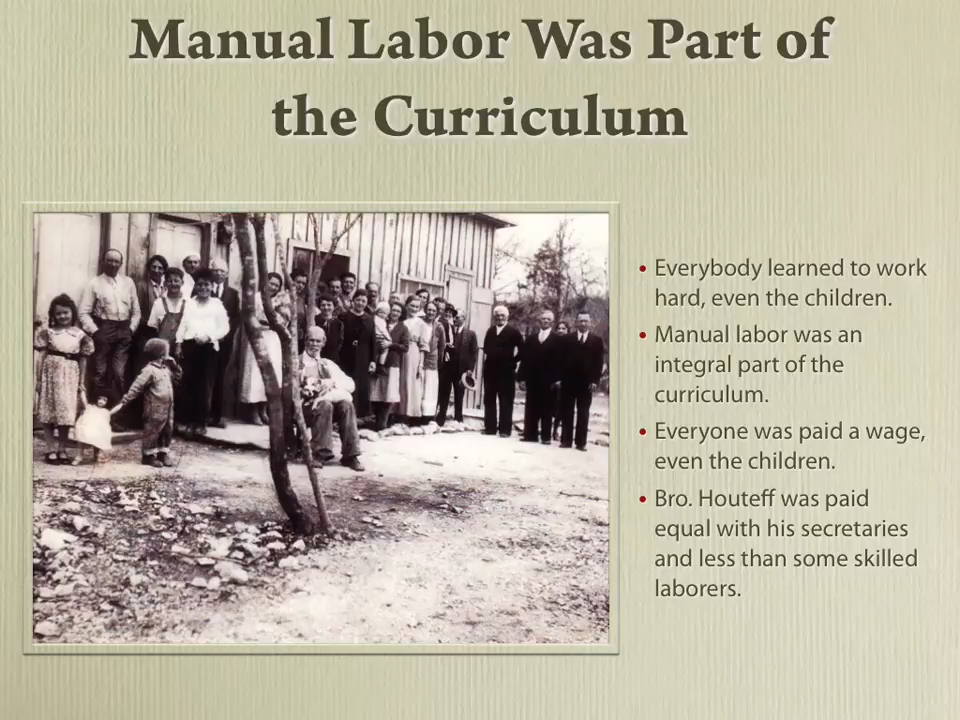 Manual Labor Was Part of
the Curriculum
• Everybody learned to work
hard, even the children.
• Manual labor was an
integral part of the
curriculum.
• Everyone was paid a wage,
even the children.
• Bro. Houteff was paid
equal with his secretaries
and less than some skilled
laborers.